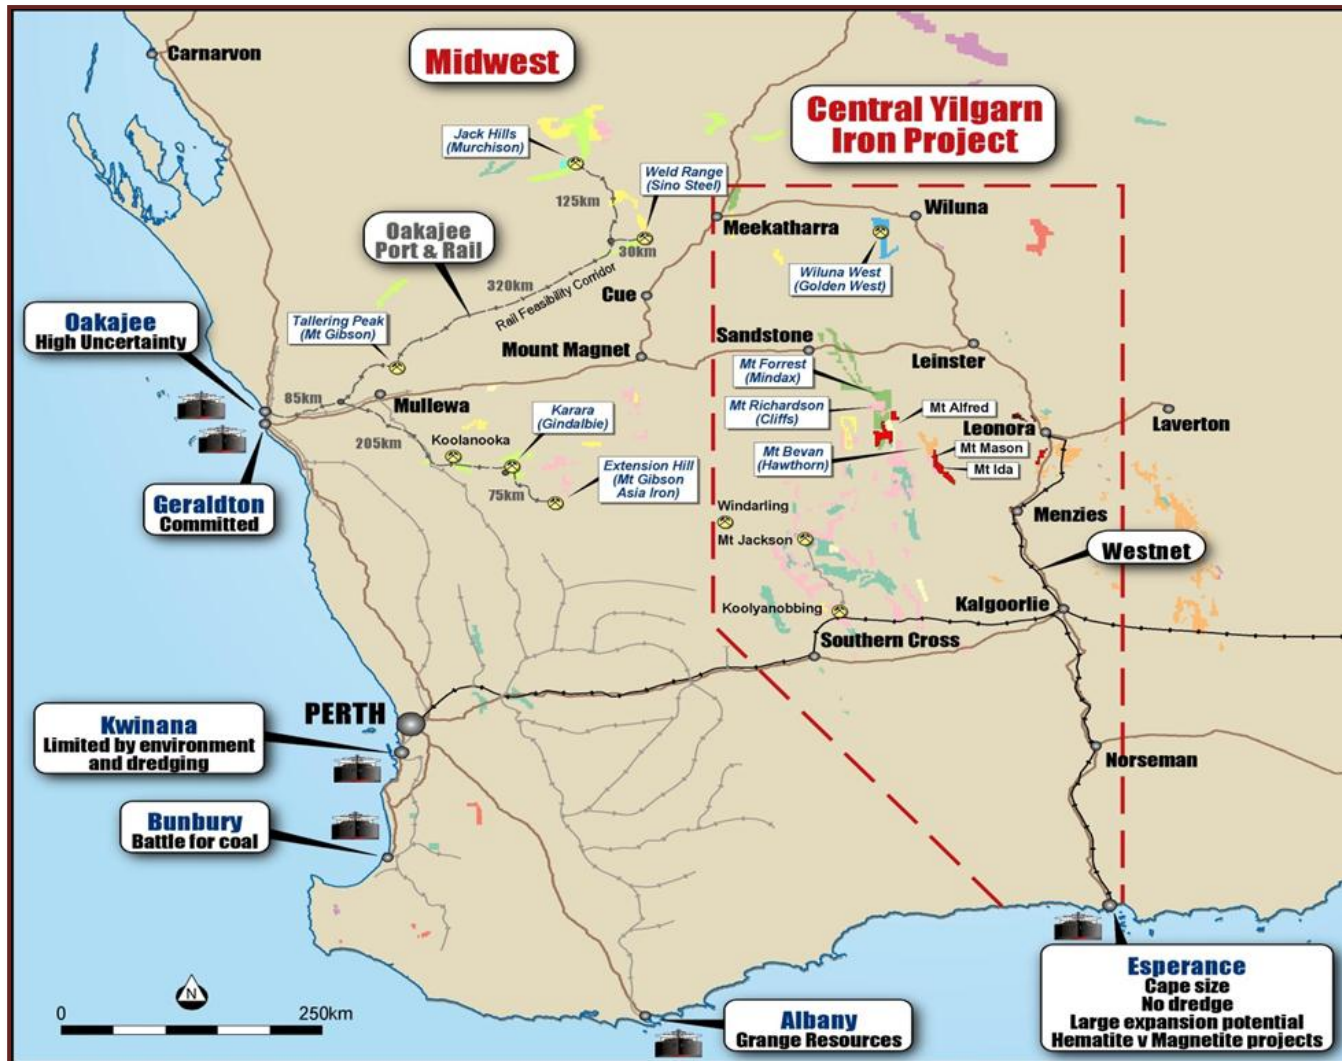 Carnarvon
Midwest
Central Yilgarn
Iron Project
Jack Hills
(Murchison)
Weld Range
(Sino Steel)
125km
30km
Oakajee
Port & Rail
320km
Rail Feasibility Corridor
Meekatharra
Wiluna
Wiluna West
(Golden West)
Cue
Oakajee
High Uncertainty
Tallering Peak
(Mt Gibson)
Mount Magnet
Sandstone
Leinster
Mt Forrest
(Mindax)
85km
Mullewa
Mt Richardson
(Cliffs)
Mt Alfred
Laverton
Leonora
205km
Koolanooka
Karara
(Gindalbie)
Mt Bevan
(Hawthorn)
Mt Mason
Mt Ida
Extension Hill
(Mt Gibson
Asia Iron)
75km
Geraldton
Committed
Windarling
Mt Jackson
Menzies
Westnet
Koolyanobbing
Kalgoorlie
Southern Cross
PERTH
Kwinana
Limited by environment
and dredging
Norseman
Bunbury
Battle for coal
Esperance
Cape size
No dredge
Large expansion potential
Hematite v Magnetite projects
N
0
250km
Albany
Grange Resources